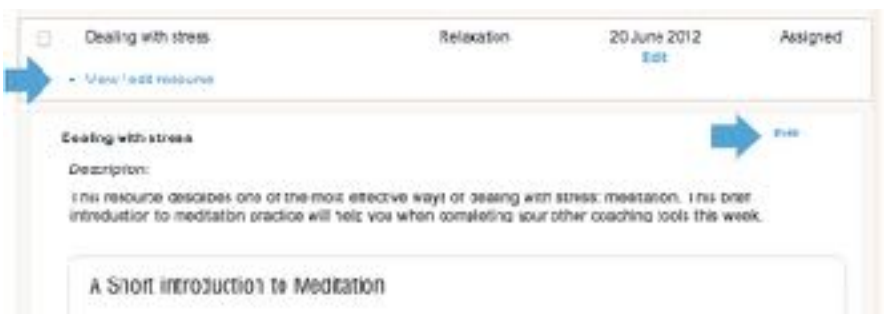 Dealing with stress Relaxation 20 June 2012 Assigned
Edit
View / edit resource
Dealing with stress
Description:
This resource describes one of the most effective ways of dealing with stress: meditation. This brief
introduction to meditation practice will help you when completing your other coaching tools this week.
A Short Introduction to Meditation